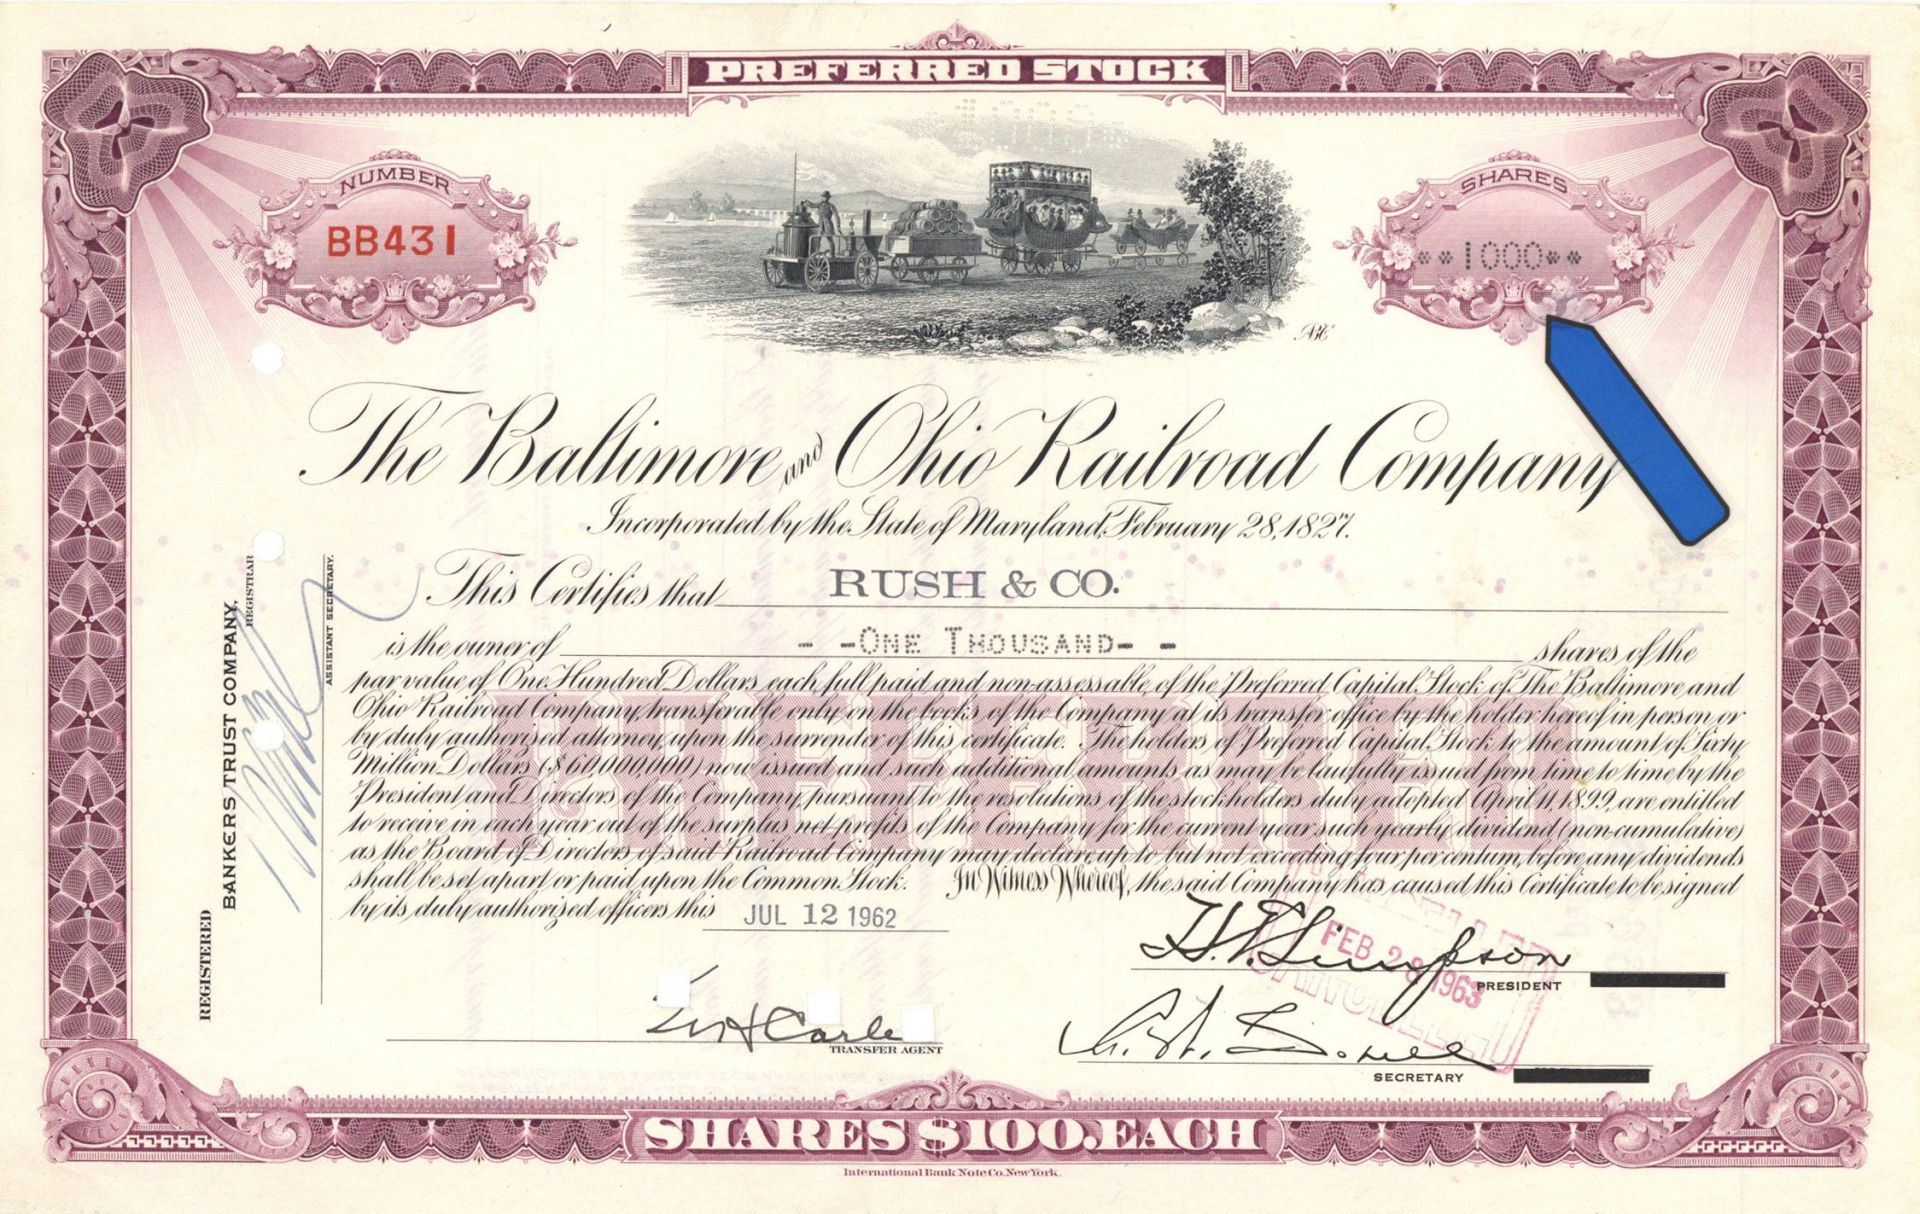 PREFERRED STOCK
NUMBER
BB431
SHARES
**1000**
The Baltimore and Ohio Railroad Company
Incorporated by the State of Maryland, February 28, 1827.
This Certifies that RUSH & CO.
is the owner of - -ONE THOUSAND- - shares of the
par value of One Hundred Dollars each, full paid and non-assessable, of the Preferred Capital Stock of The Baltimore and
Ohio Railroad Company, transferable only on the books of the Company at its transfer office by the holder hereof in person or
by duly authorized attorney, upon the surrender of this certificate. The holders of Preferred Capital Stock to the amount of Sixty
Million Dollars ($60,000,000) now issued and such additional amounts as may be lawfully issued from time to time by the
President and Directors of the Company, pursuant to the resolutions of the stockholders duly adopted April 11, 1899, are entitled
to receive in each year out of the surplus net profits of the Company for the current year such yearly dividend (non-cumulative)
as the Board of Directors of said Railroad Company may declare, up to but not exceeding four per centum, before any dividends
shall be set apart or paid upon the Common Stock. In Witness Whereof, the said Company has caused this Certificate to be signed
by its duly authorized officers this JUL 12 1962
PREFERRED
REGISTERED
BANKERS TRUST COMPANY,
REGISTRAR
ASSISTANT SECRETARY.
H. E. Simpson
PRESIDENT
CANCELLED
FEB 28 1963
Carle
TRANSFER AGENT
SECRETARY
SHARES $100. EACH
International Bank Note Co. New York.